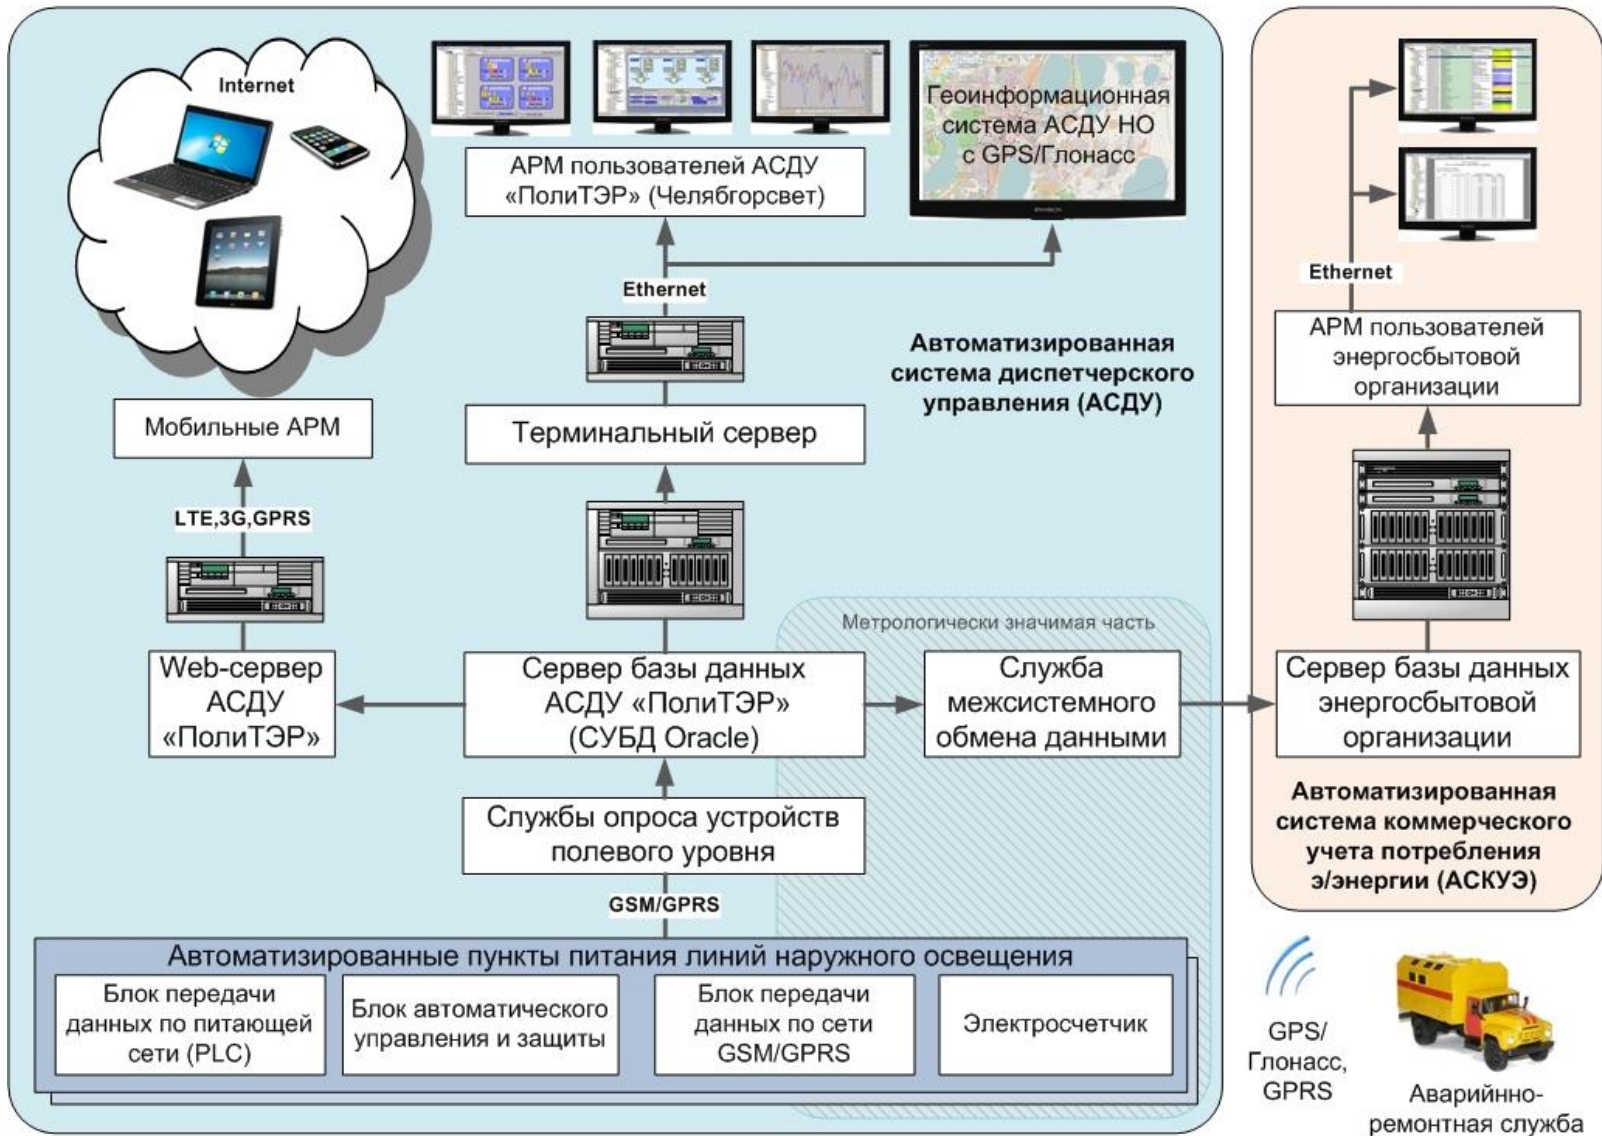 Internet
Геоинформационная
система АСДУ НО
с GPS/Глонасс
АРМ пользователей АСДУ
«ПолиТЭР» (Челябгорсвет)
Ethernet
Ethernet
АРМ пользователей
энергосбытовой
организации
Автоматизированная
система диспетчерского
управления (АСДУ)
Мобильные АРМ
Терминальный сервер
LTE,3G,GPRS
Метрологически значимая часть
Web-сервер
АСДУ
«ПолиТЭР»
Сервер базы данных
АСДУ «ПолиТЭР»
(СУБД Oracle)
Служба
межсистемного
обмена данными
Сервер базы данных
энергосбытовой
организации
Автоматизированная
система коммерческого
учета потребления
э/энергии (АСКУЭ)
Службы опроса устройств
полевого уровня
GSM/GPRS
Автоматизированные пункты питания линий наружного освещения
Блок передачи
данных по питающей
сети (PLC)
Блок автоматического
управления и защиты
Блок передачи
данных по сети
GSM/GPRS
Электросчетчик
GPS/
Глонасс,
GPRS
Аварийнно-
ремонтная служба